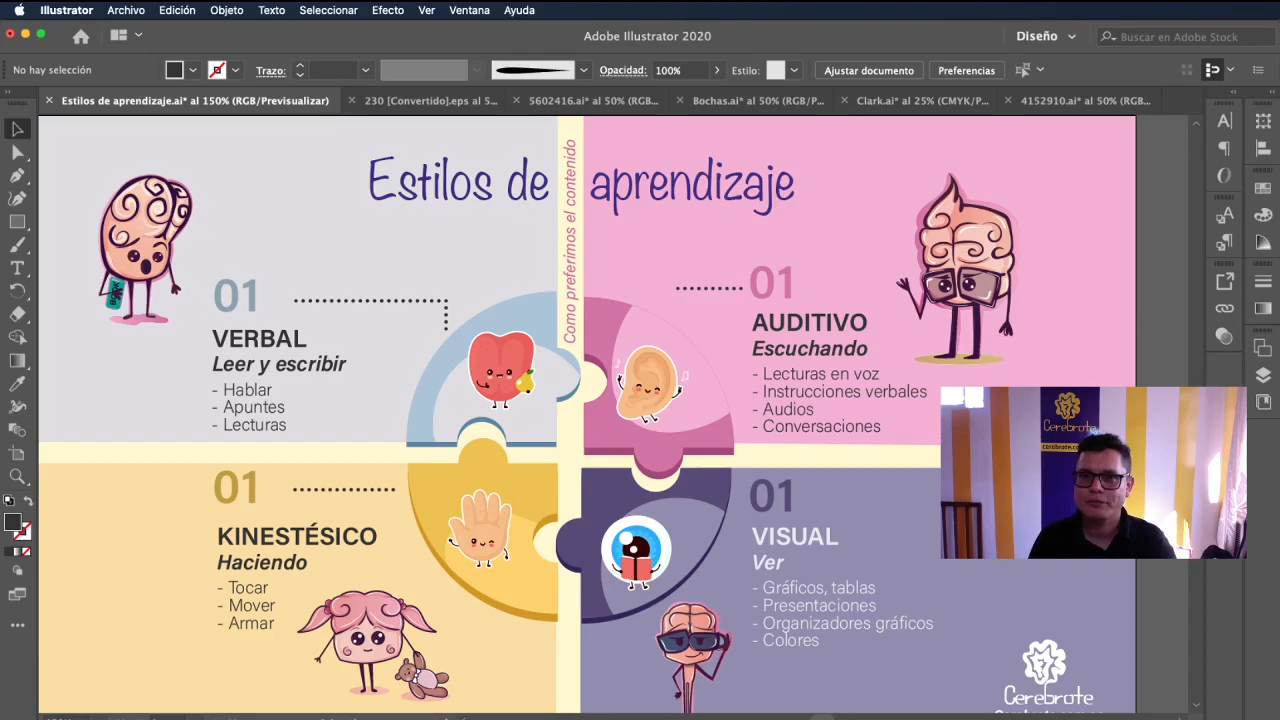 Illustrator Archivo Edición Objeto Texto Seleccionar Efecto Ver Ventana Ayuda
Adobe Illustrator 2020
Diseño
Buscar en Adobe Stock
No hay selección
Trazo:
Opacidad: 100%
Estilo:
Ajustar documento
Preferencias
Estilos de aprendizaje.ai* al 150% (RGB/Previsualizar)
230 [Convertido].eps al 5...
5602416.ai* al 50% (RGB...
Bochas.ai* al 50% (RGB/P...
Clark.ai* al 25% (CMYK/P...
4152910.ai* al 50% (RGB...
Estilos de aprendizaje
Como preferimos el contenido
01
VERBAL
Leer y escribir
- Hablar
- Apuntes
- Lecturas
01
AUDITIVO
Escuchando
- Lecturas en voz
- Instrucciones verbales
- Audios
- Conversaciones
01
KINESTÉSICO
Haciendo
- Tocar
- Mover
- Armar
01
VISUAL
Ver
- Gráficos, tablas
- Presentaciones
- Organizadores gráficos
- Colores
Cerebrote
Cerebrote